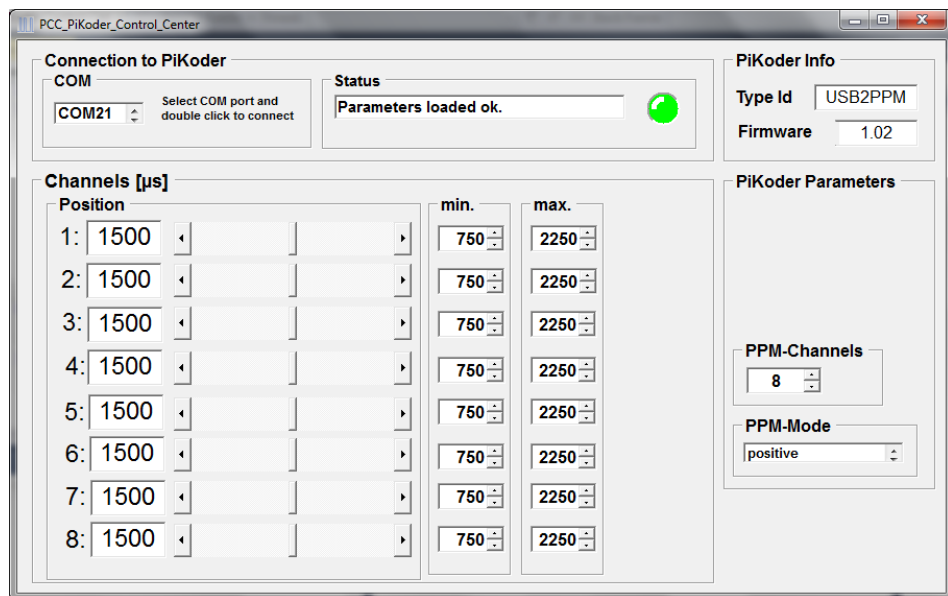 PCC_PiKoder_Control_Center
Connection to PiKoder
COM
COM21
Select COM port and
double click to connect
Status
Parameters loaded ok.
PiKoder Info
Type Id USB2PPM
Firmware 1.02
Channels [µs]
Position min. max.
1: 1500 750 2250
2: 1500 750 2250
3: 1500 750 2250
4: 1500 750 2250
5: 1500 750 2250
6: 1500 750 2250
7: 1500 750 2250
8: 1500 750 2250
PiKoder Parameters
PPM-Channels
8
PPM-Mode
positive